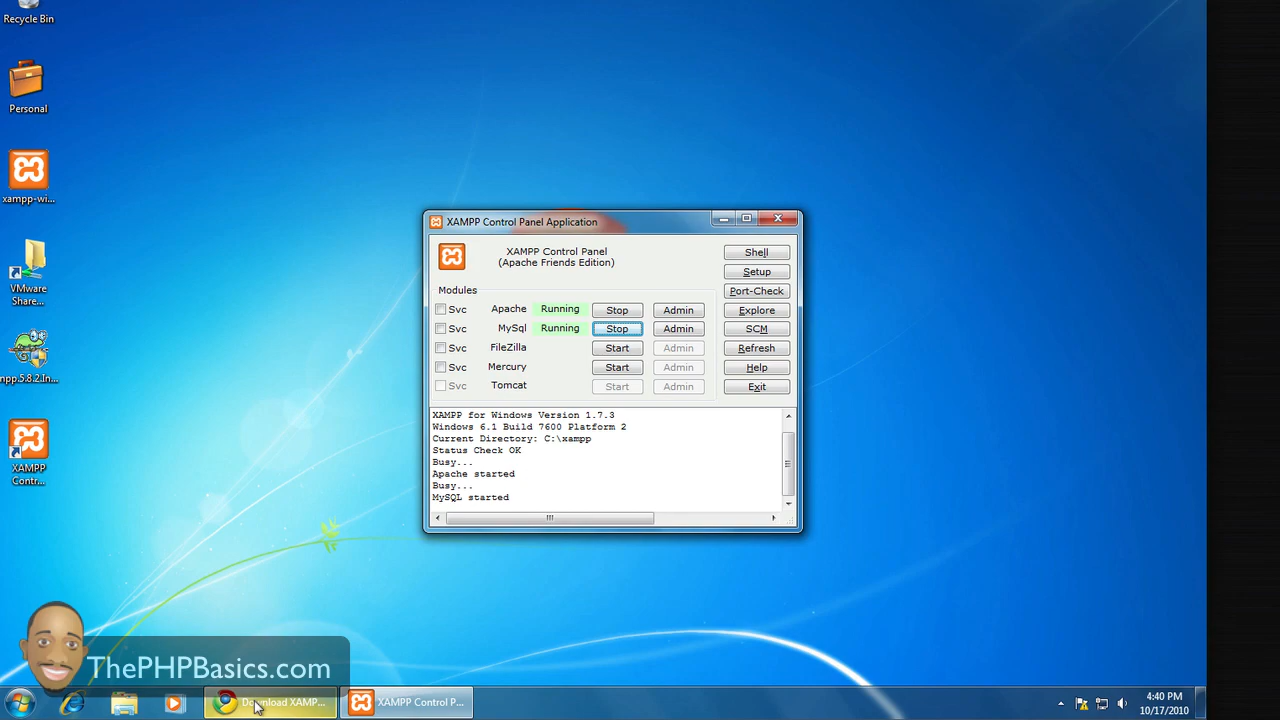 Recycle Bin
Personal
xampp-wi...
VMware
Share...
npp.5.8.2.In...
XAMPP
Contr...
XAMPP Control Panel Application
XAMPP Control Panel
(Apache Friends Edition)
Modules
Svc Apache Running Stop Admin
Svc MySql Running Stop Admin
Svc FileZilla Start Admin
Svc Mercury Start Admin
Svc Tomcat Start Admin
Shell
Setup
Port-Check
Explore
SCM
Refresh
Help
Exit
XAMPP for Windows Version 1.7.3
Windows 6.1 Build 7600 Platform 2
Current Directory: C:\xampp
Status Check OK
Busy...
Apache started
Busy...
MySQL started
ThePHPBasics.com
Download XAMP...
XAMPP Control P...
4:40 PM
10/17/2010